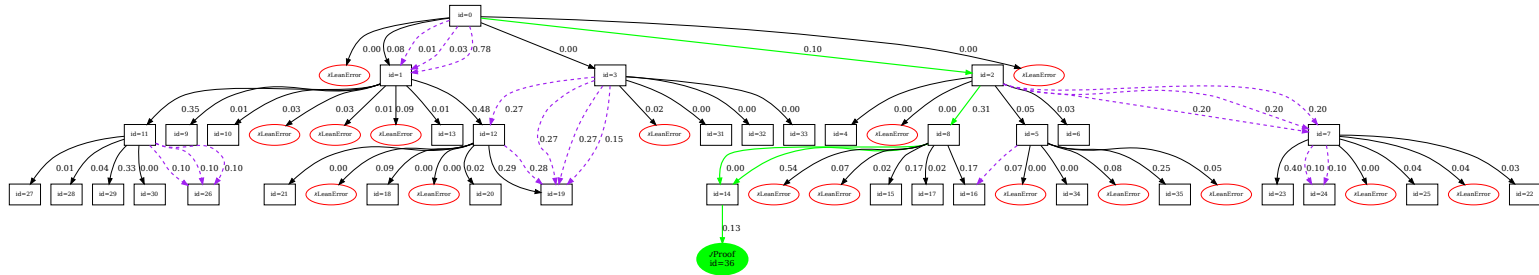 id=0
0.00
0.08
0.01
0.03
0.78
0.00
0.10
0.00
≠LeanError
id=1
id=3
id=2
≠LeanError
0.35
0.01
0.03
0.03
0.01
0.09
0.01
0.48
0.27
0.27
0.27
0.15
0.02
0.00
0.00
0.00
0.00
0.00
0.31
0.05
0.03
0.20
0.20
0.20
id=11
id=9
id=10
≠LeanError
≠LeanError
≠LeanError
id=13
id=12
≠LeanError
id=31
id=32
id=33
id=4
≠LeanError
id=8
id=5
id=6
id=7
0.01
0.04
0.33
0.00
0.10
0.10
0.10
0.00
0.09
0.00
0.02
0.29
0.28
0.00
0.54
0.07
0.02
0.17
0.02
0.17
0.07
0.00
0.00
0.08
0.25
0.05
0.40
0.10
0.10
0.00
0.04
0.04
0.03
id=27
id=28
id=29
id=30
id=26
id=21
≠LeanError
id=18
≠LeanError
id=20
id=19
id=14
≠LeanError
≠LeanError
id=15
id=17
id=16
≠LeanError
id=34
≠LeanError
id=35
≠LeanError
id=23
id=24
≠LeanError
id=25
≠LeanError
id=22
0.13
≠Proof
id=36